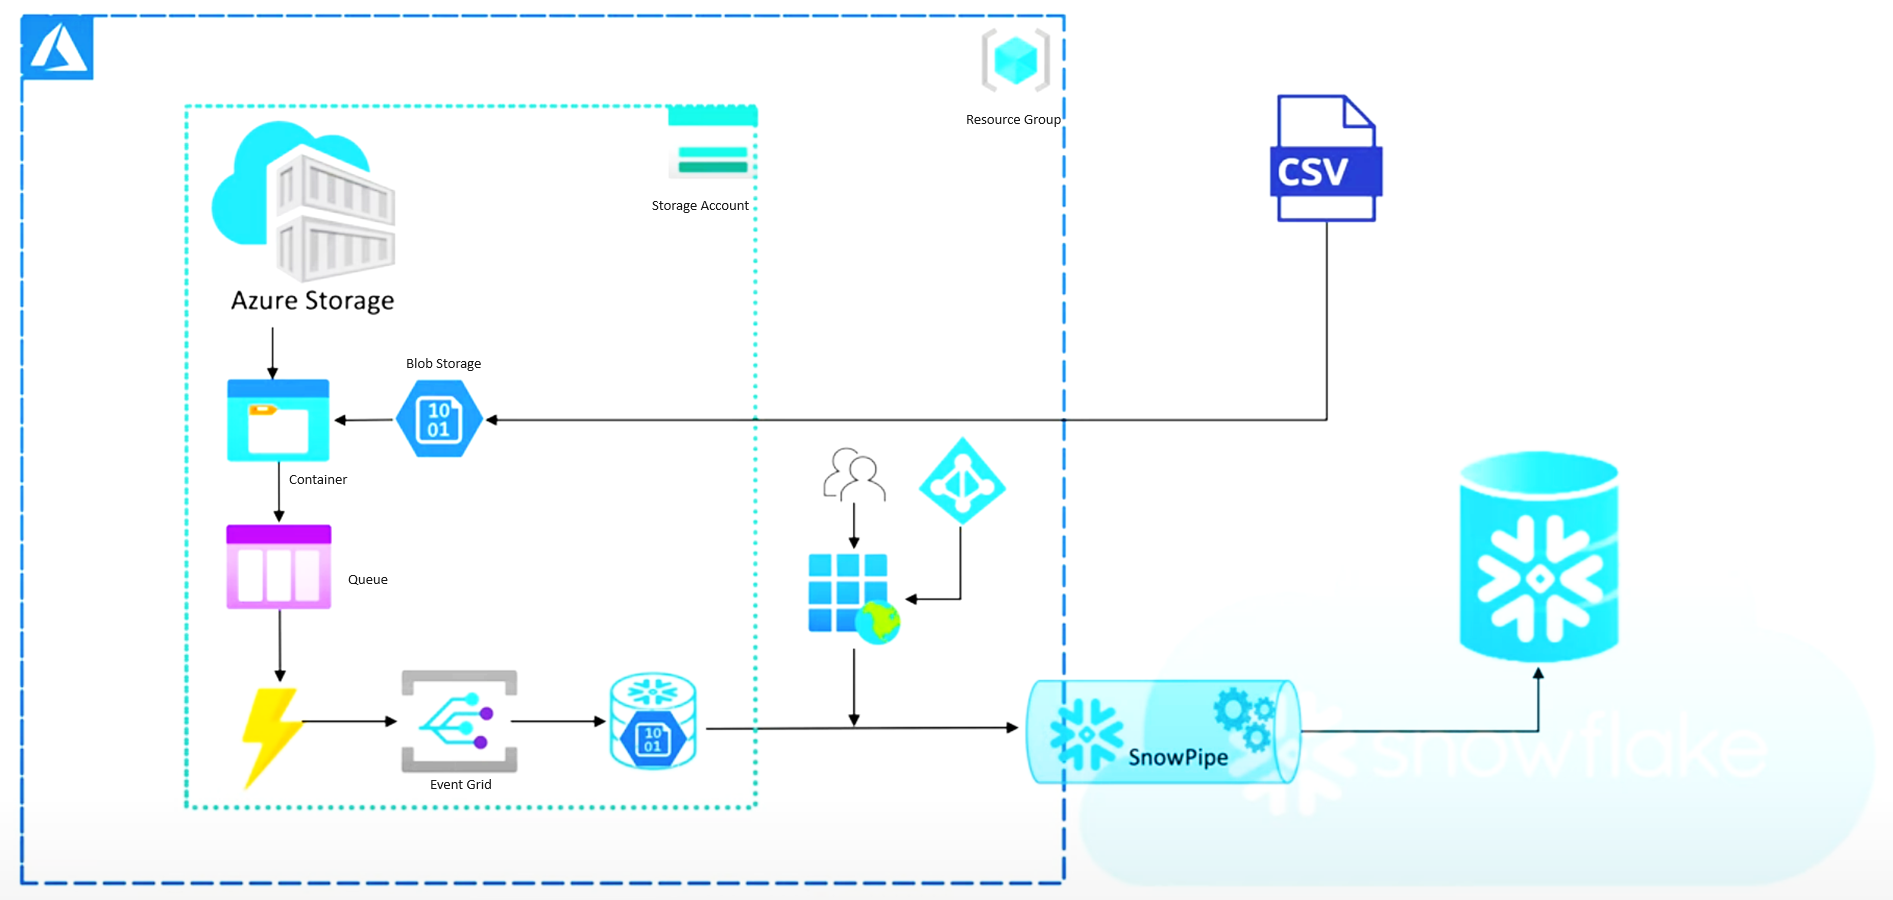 Resource Group
CSV
Storage Account
Azure Storage
Blob Storage
10
01
Container
Queue
10
01
SnowPipe
snowflake
Event Grid